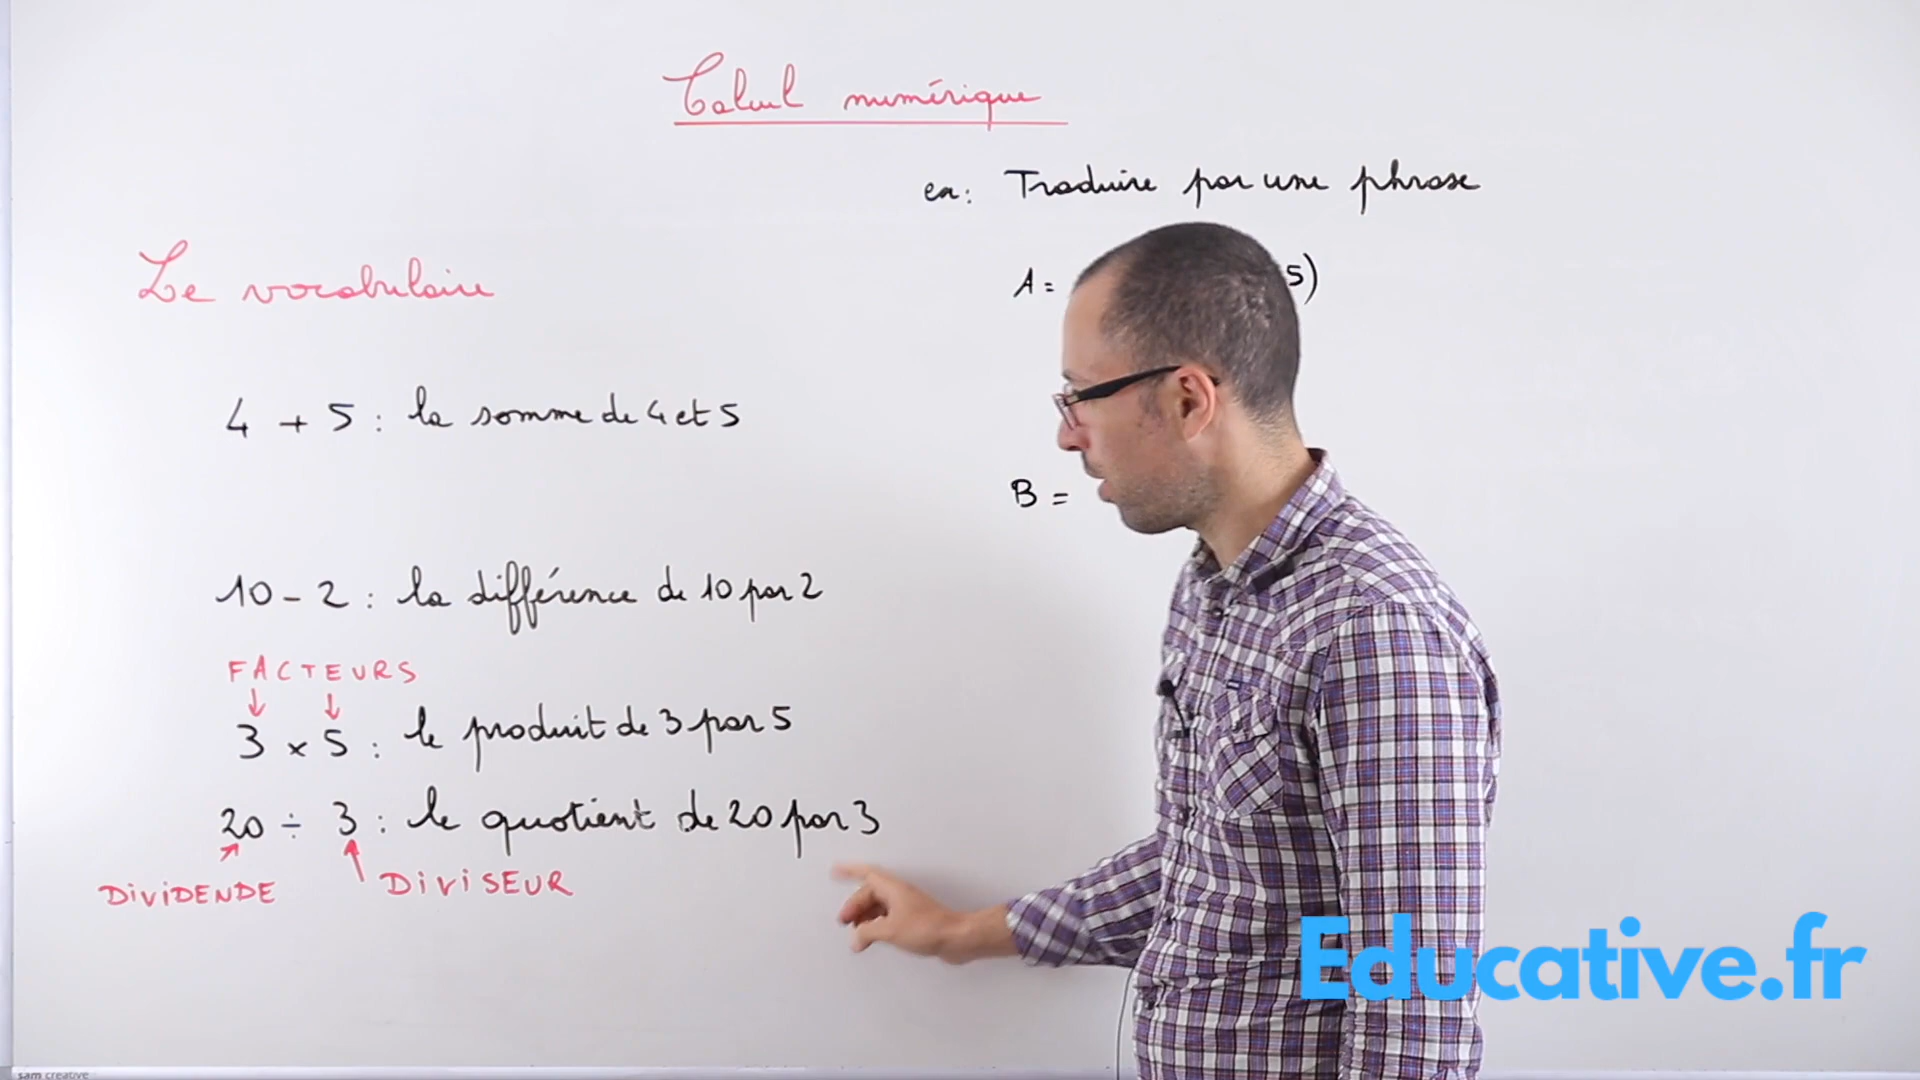 Calcul numérique
Le vocabulaire
4 + 5 : la somme de 4 et 5
10 - 2 : la différence de 10 par 2
FACTEURS
3 × 5 : le produit de 3 par 5
20 ÷ 3 : le quotient de 20 par 3
DIVIDENDE
DIVISEUR
ex : Traduire par une phrase
A = 5)
B =
Educative.fr
sam creative